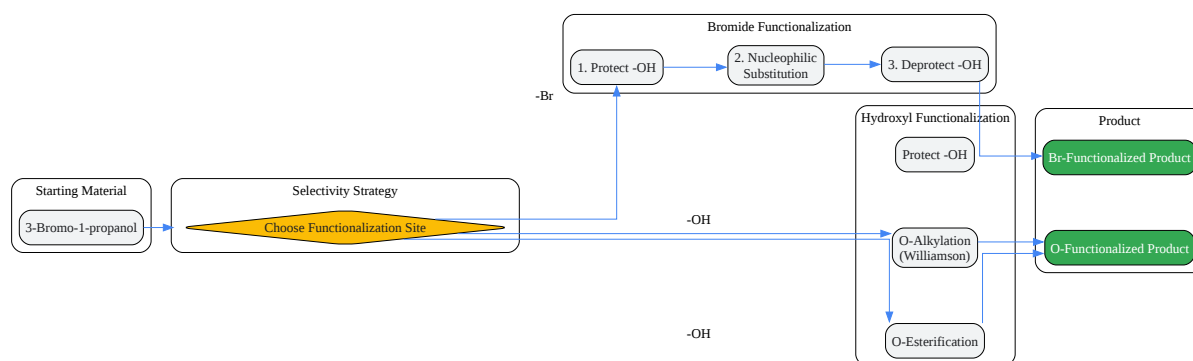 Bromide Functionalization
1. Protect -OH
2. Nucleophilic
Substitution
3. Deprotect -OH
-Br
Hydroxyl Functionalization
Product
Protect -OH
Br-Functionalized Product
Starting Material
Selectivity Strategy
3-Bromo-1-propanol
Choose Functionalization Site
-OH
O-Alkylation
(Williamson)
O-Functionalized Product
-OH
O-Esterification